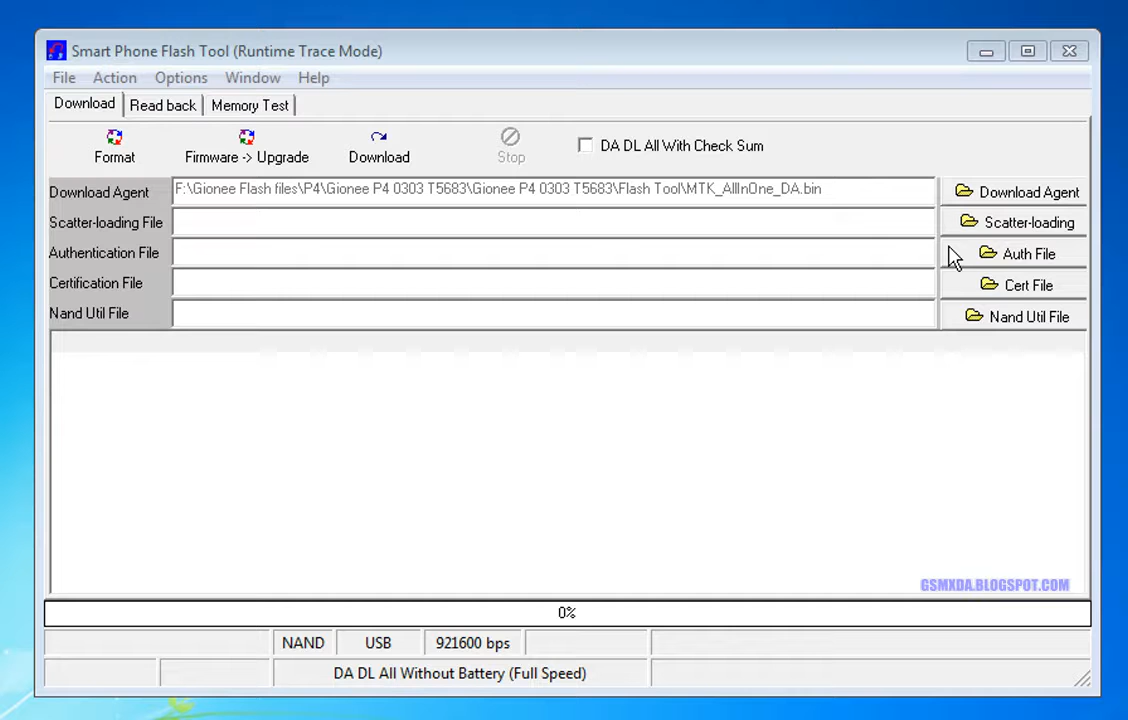 Smart Phone Flash Tool (Runtime Trace Mode)
File Action Options Window Help
Download Read back Memory Test
Format Firmware -> Upgrade Download Stop DA DL All With Check Sum
Download Agent F:\Gionee Flash files\P4\Gionee P4 0303 T5683\Gionee P4 0303 T5683\Flash Tool\MTK_AllInOne_DA.bin Download Agent
Scatter-loading File Scatter-loading
Authentication File Auth File
Certification File Cert File
Nand Util File Nand Util File
GSMXDA.BLOGSPOT.COM
0%
NAND USB 921600 bps
DA DL All Without Battery (Full Speed)